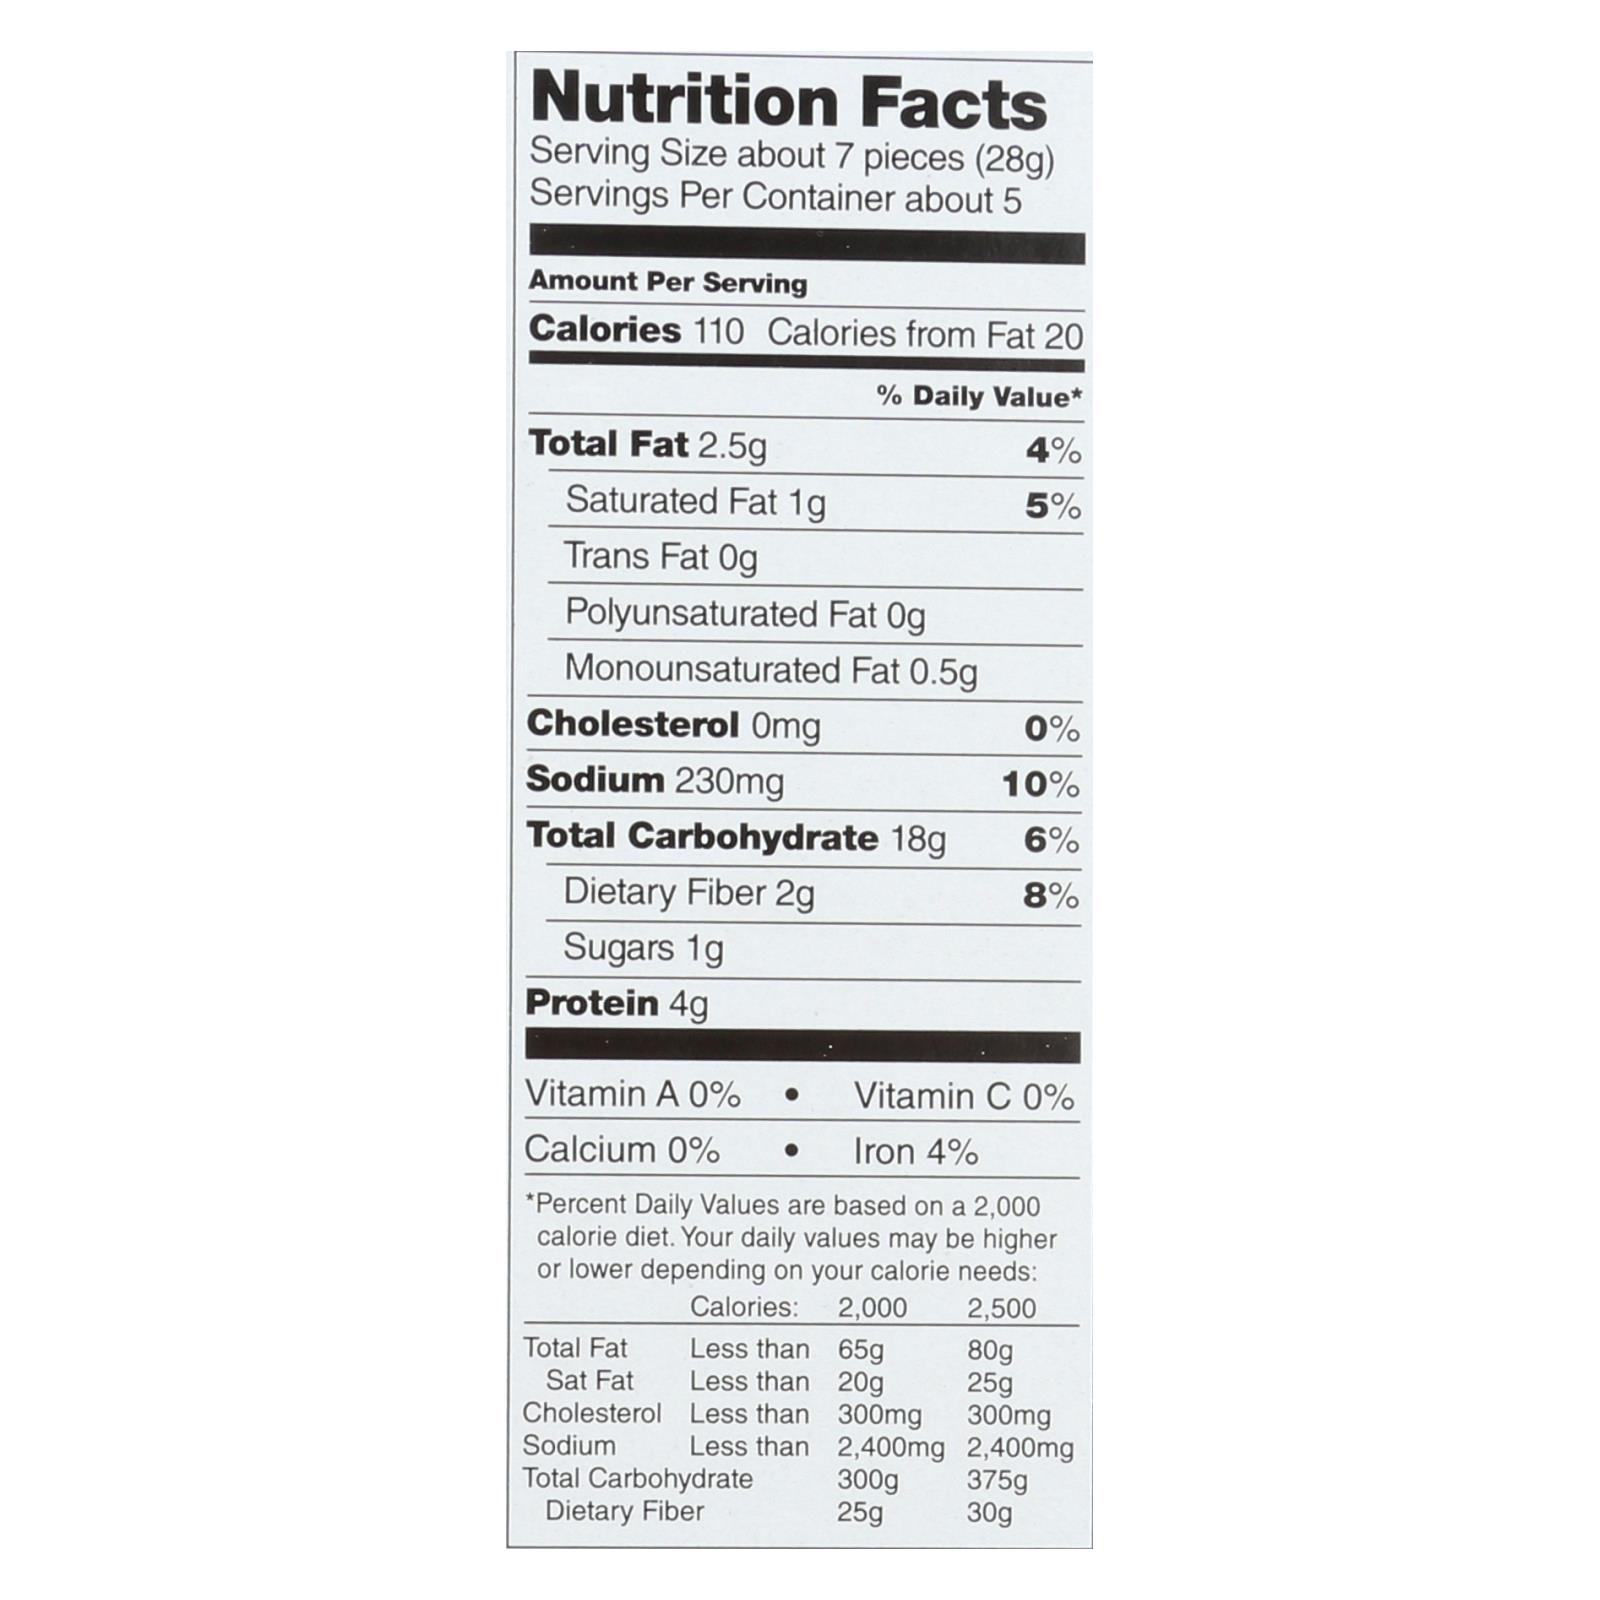 Nutrition Facts
Serving Size about 7 pieces (28g)
Servings Per Container about 5
Amount Per Serving
Calories 110 Calories from Fat 20
% Daily Value*
Total Fat 2.5g 4%
Saturated Fat 1g 5%
Trans Fat 0g
Polyunsaturated Fat 0g
Monounsaturated Fat 0.5g
Cholesterol 0mg 0%
Sodium 230mg 10%
Total Carbohydrate 18g 6%
Dietary Fiber 2g 8%
Sugars 1g
Protein 4g
Vitamin A 0% • Vitamin C 0%
Calcium 0% • Iron 4%
*Percent Daily Values are based on a 2,000
calorie diet. Your daily values may be higher
or lower depending on your calorie needs:
Calories: 2,000 2,500
Total Fat Less than 65g 80g
Sat Fat Less than 20g 25g
Cholesterol Less than 300mg 300mg
Sodium Less than 2,400mg 2,400mg
Total Carbohydrate 300g 375g
Dietary Fiber 25g 30g